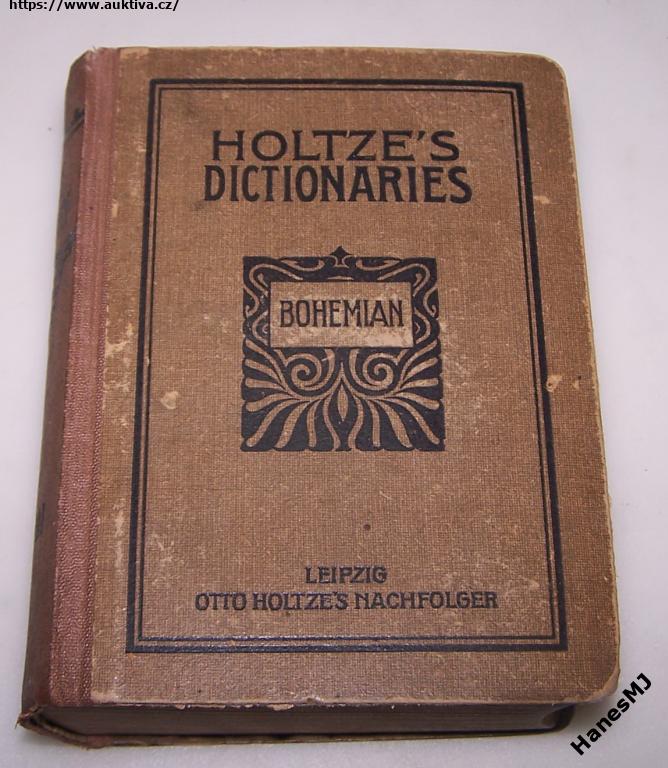 https://www.auktiva.cz/
HOLTZE'S
DICTIONARIES
BOHEMIAN
LEIPZIG
OTTO HOLTZE'S NACHFOLGER
HanesMJ